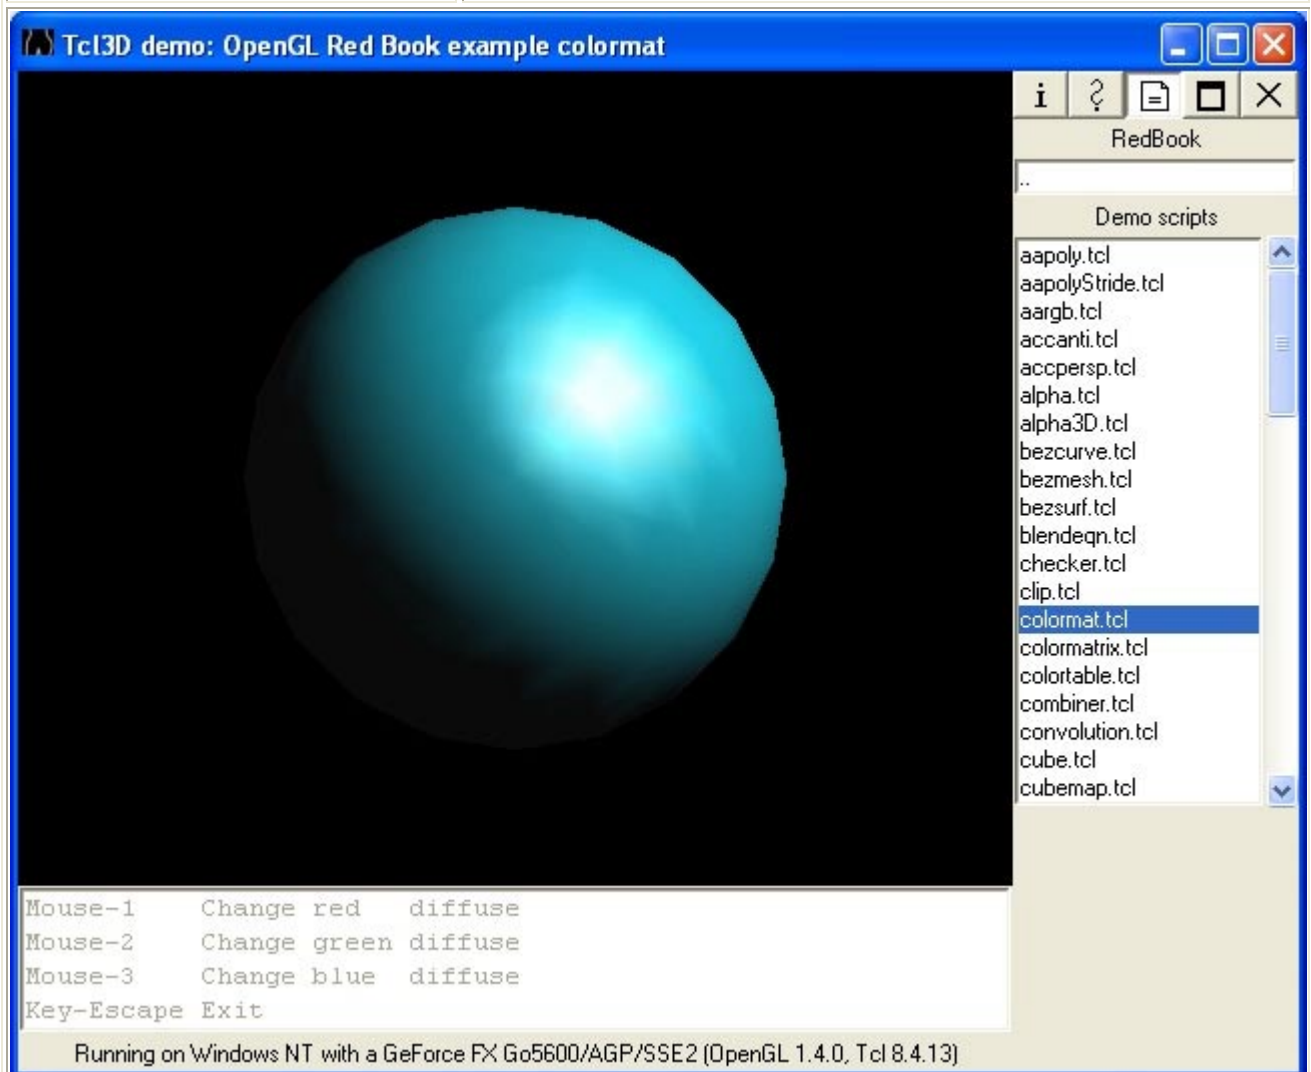 Tcl3D demo: OpenGL Red Book example colormat
i ?
RedBook
..
Demo scripts
aapoly.tcl
aapolyStride.tcl
aargb.tcl
accanti.tcl
accpersp.tcl
alpha.tcl
alpha3D.tcl
bezcurve.tcl
bezmesh.tcl
bezsurf.tcl
blendeqn.tcl
checker.tcl
clip.tcl
colormat.tcl
colormatrix.tcl
colortable.tcl
combiner.tcl
convolution.tcl
cube.tcl
cubemap.tcl
Mouse-1 Change red diffuse
Mouse-2 Change green diffuse
Mouse-3 Change blue diffuse
Key-Escape Exit
Running on Windows NT with a GeForce FX Go5600/AGP/SSE2 (OpenGL 1.4.0, Tcl 8.4.13)